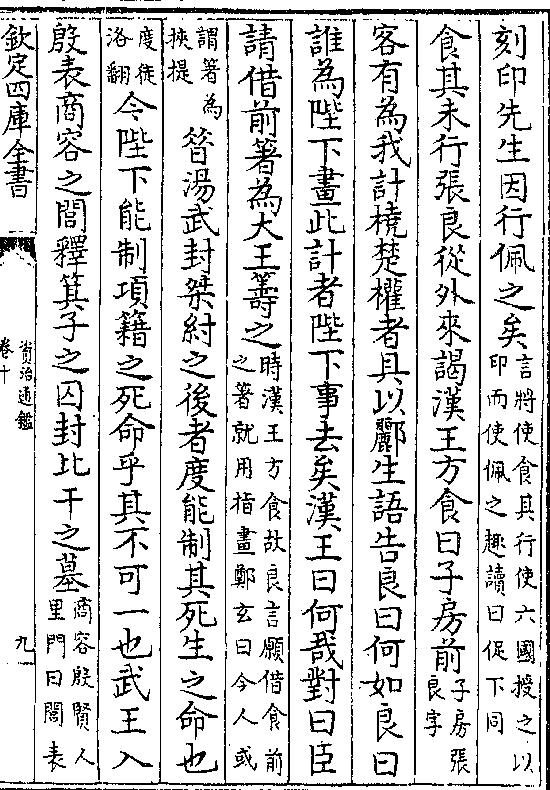 刻印先生因行佩之矣言將使食其行使六國授之以印而使佩之趣讀曰促下同
食其未行張良從外來謁漢王方食曰子房前子房張良字
客有為我計橈楚權者具以酈生語告良曰何如良曰
誰為陛下畫此計者陛下事去矣漢王曰何哉對曰臣
請借前箸為大王籌之時漢王方食故良言願借食前之箸就用指畫鄭玄曰今人或
謂箸為挾提昔湯武封桀紂之後者度能制其死生之命也
度徒洛翻今陛下能制項籍之死命乎其不可一也武王入
殷表商容之閭釋箕子之囚封比干之墓商容殷賢人里門曰閭表
欽定四庫全書
資治通鑑
卷十
九